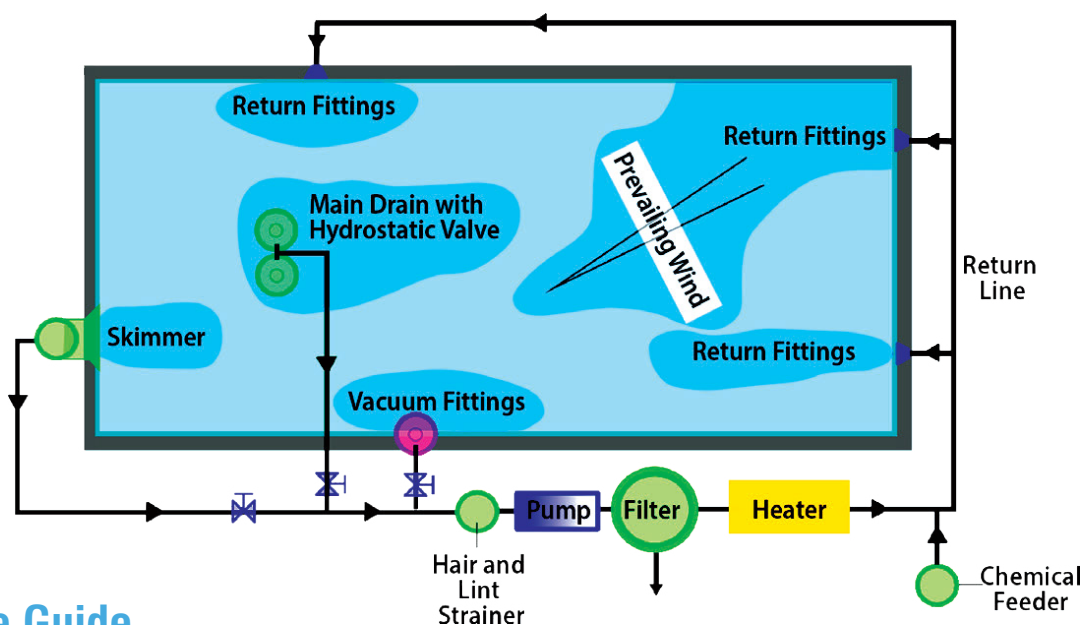 Return Fittings
Return Fittings
Prevailing Wind
Main Drain with
Hydrostatic Valve
Return
Line
Skimmer
Return Fittings
Vacuum Fittings
Pump
Filter
Heater
Hair and
Lint
Strainer
Chemical
Feeder
Guide